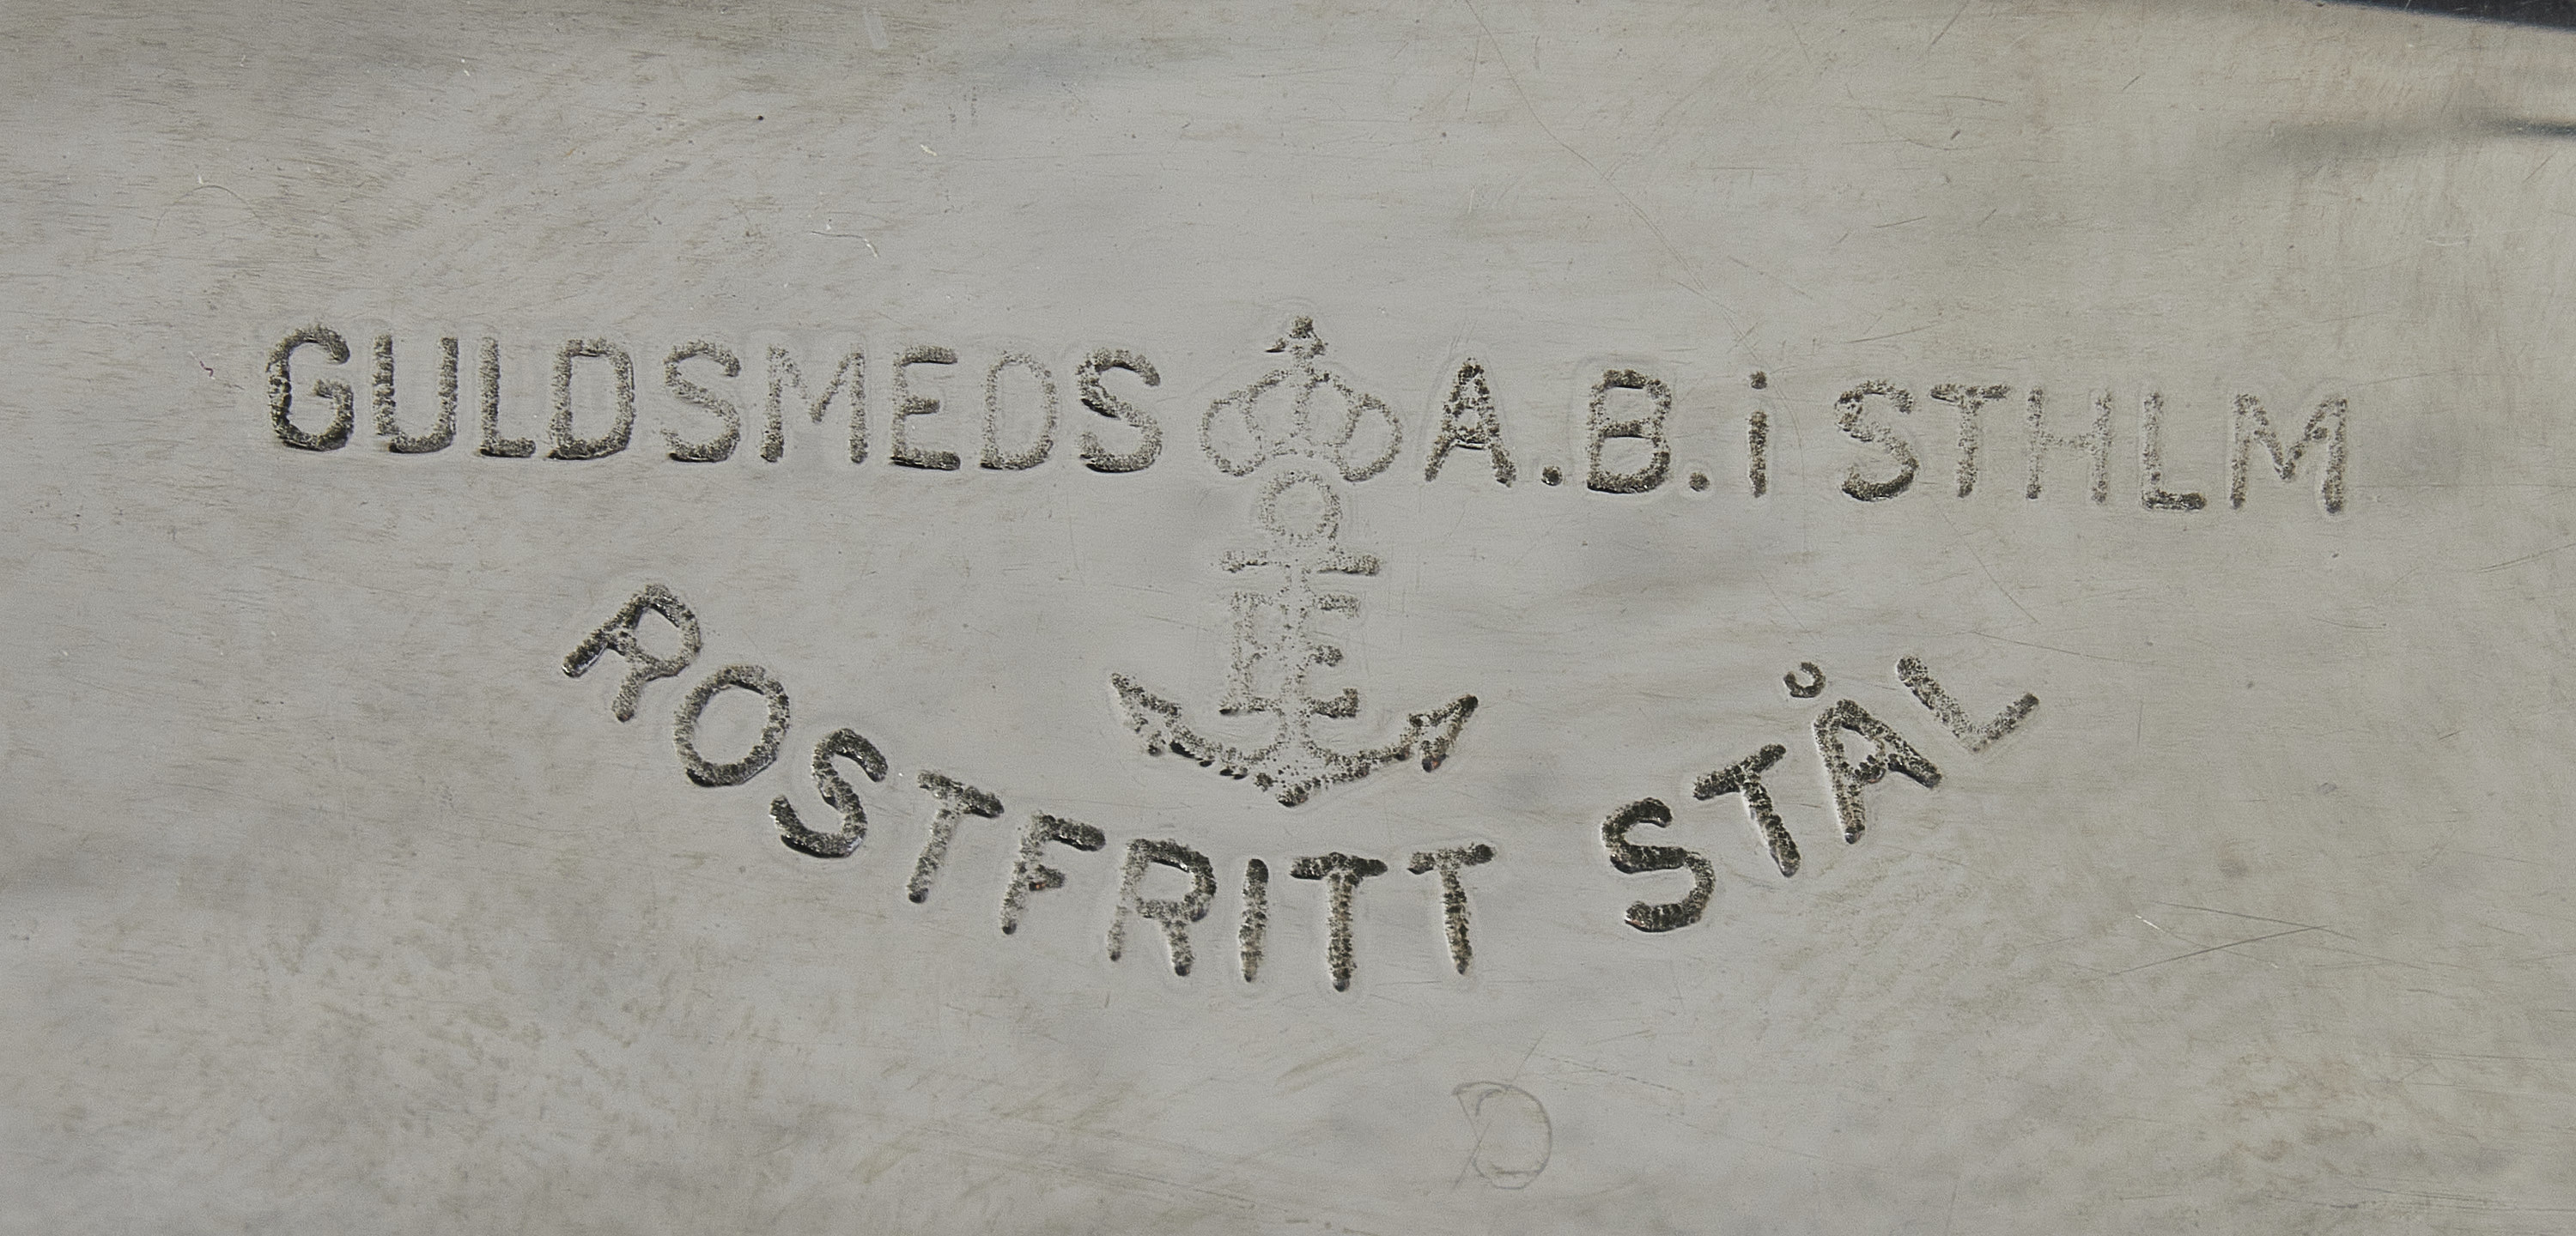 GULDSMEDS A.B. i STHLM
ROSTFRITT STÅL